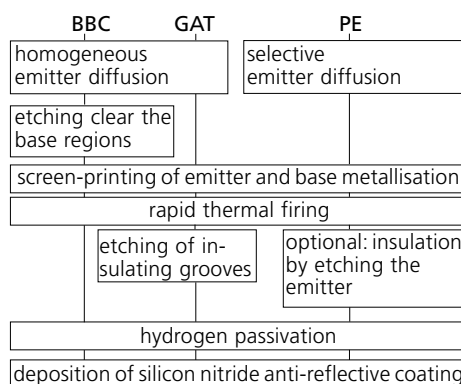 BBC GAT PE
homogeneous
emitter diffusion
selective
emitter diffusion
etching clear the
base regions
screen-printing of emitter and base metallisation
rapid thermal firing
etching of in-
sulating grooves
optional: insulation
by etching the
emitter
hydrogen passivation
deposition of silicon nitride anti-reflective coating